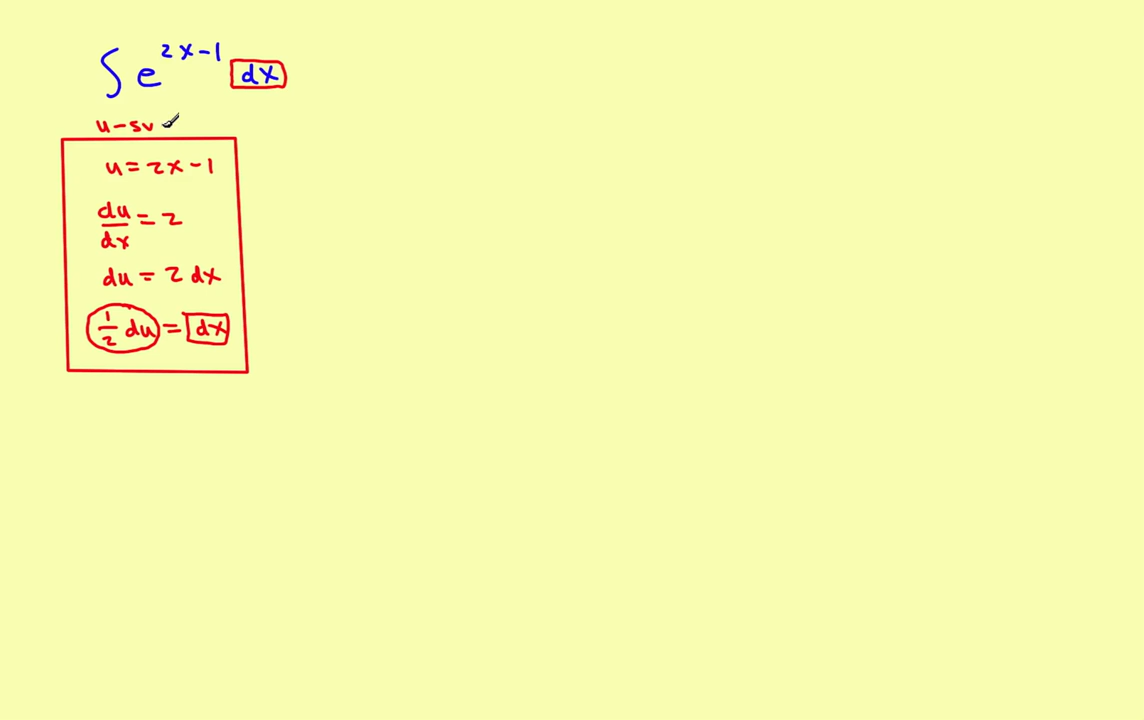 ∫ e^{2x-1} dx
u-su
u = 2x-1
du/dx = 2
du = 2 dx
1/2 du = dx